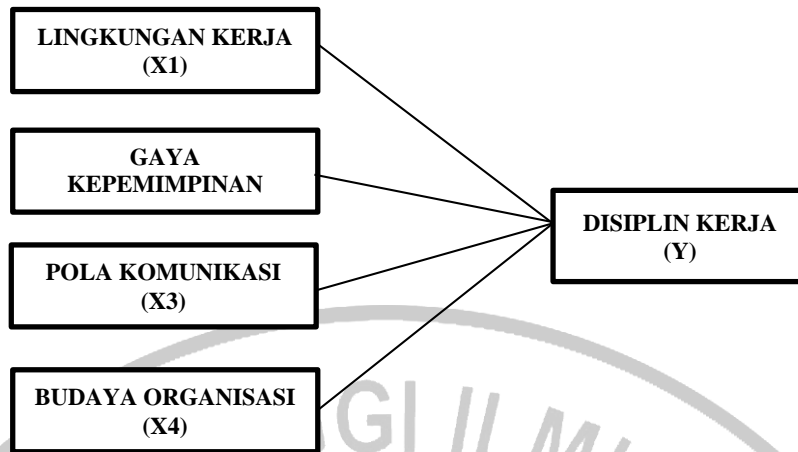 LINGKUNGAN KERJA
(X1)
GAYA
KEPEMIMPINAN
POLA KOMUNIKASI
(X3)
BUDAYA ORGANISASI
(X4)
DISIPLIN KERJA
(Y)